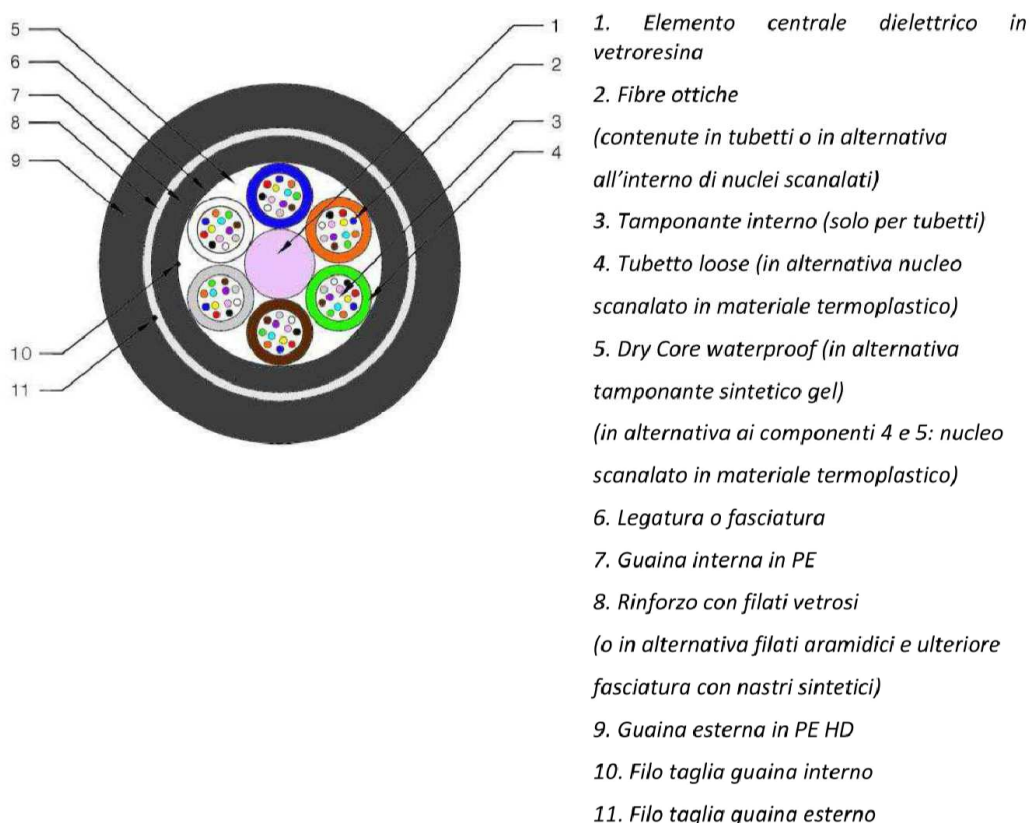 5
6
7
8
9
10
11
1
2
3
4
1. Elemento centrale dielettrico in
vetroresina
2. Fibre ottiche
(contenute in tubetti o in alternativa
all'interno di nuclei scanalati)
3. Tamponante interno (solo per tubetti)
4. Tubetto loose (in alternativa nucleo
scanalato in materiale termoplastico)
5. Dry Core waterproof (in alternativa
tamponante sintetico gel)
(in alternativa ai componenti 4 e 5: nucleo
scanalato in materiale termoplastico)
6. Legatura o fasciatura
7. Guaina interna in PE
8. Rinforzo con filati vetrosi
(o in alternativa filati aramidici e ulteriore
fasciatura con nastri sintetici)
9. Guaina esterna in PE HD
10. Filo taglia guaina interno
11. Filo taglia guaina esterno